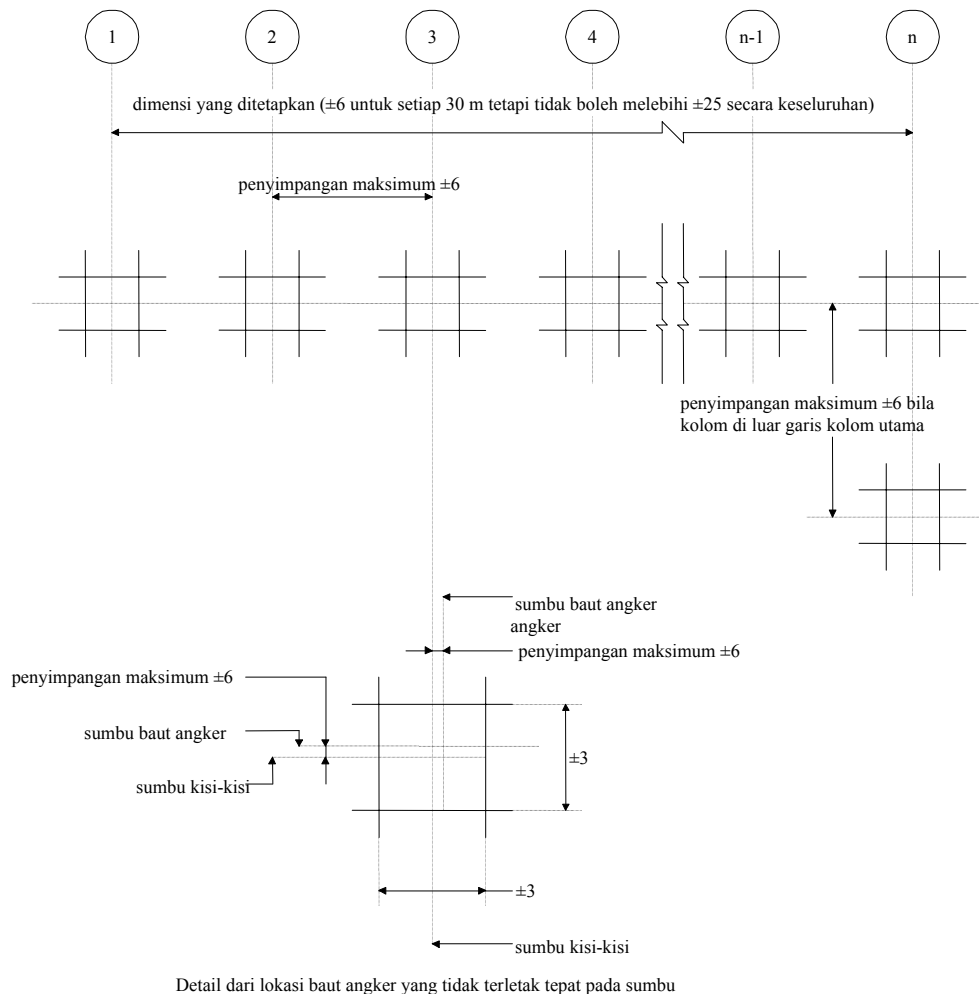 1
2
3
4
n-1
n
dimensi yang ditetapkan (±6 untuk setiap 30 m tetapi tidak boleh melebihi ±25 secara keseluruhan)
penyimpangan maksimum ±6
penyimpangan maksimum ±6 bila
kolom di luar garis kolom utama
sumbu baut angker
angker
penyimpangan maksimum ±6
penyimpangan maksimum ±6
sumbu baut angker
sumbu kisi-kisi
±3
±3
sumbu kisi-kisi
Detail dari lokasi baut angker yang tidak terletak tepat pada sumbu